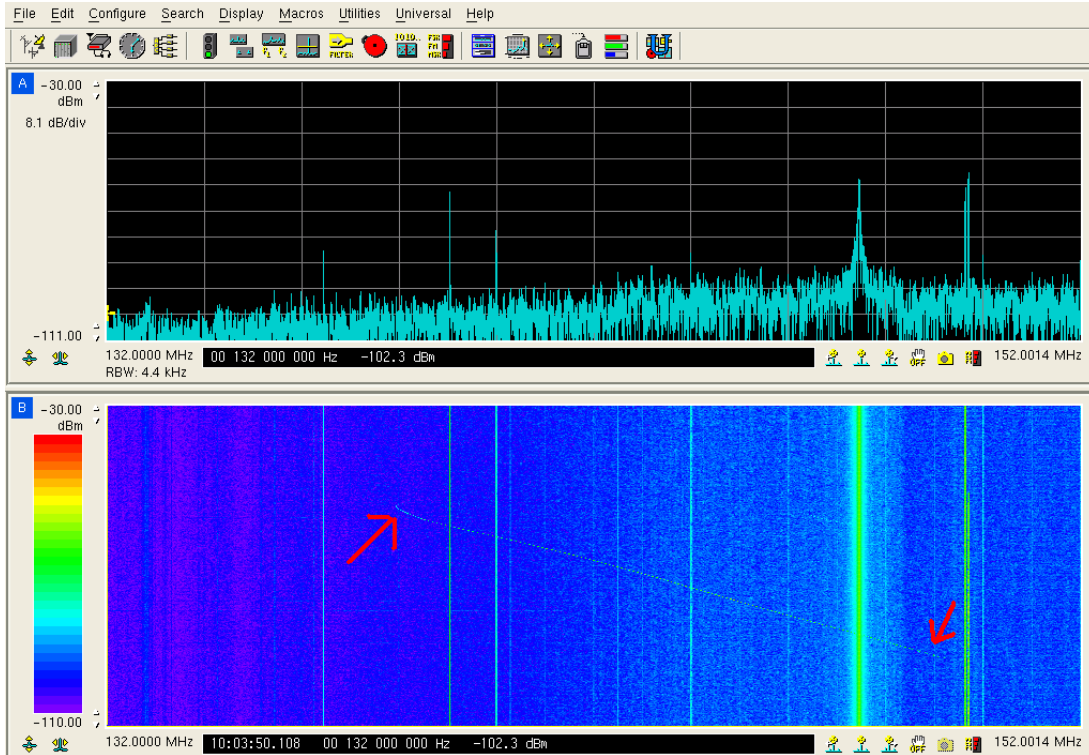 File Edit Configure Search Display Macros Utilities Universal Help
A
-30.00
dBm
8.1 dB/div
-111.00
132.0000 MHz 00 132 000 000 Hz -102.3 dBm OFF 152.0014 MHz
RBW: 4.4 kHz
B
-30.00
dBm
-110.00
132.0000 MHz 10:03:50.108 00 132 000 000 Hz -102.3 dBm OFF 152.0014 MHz